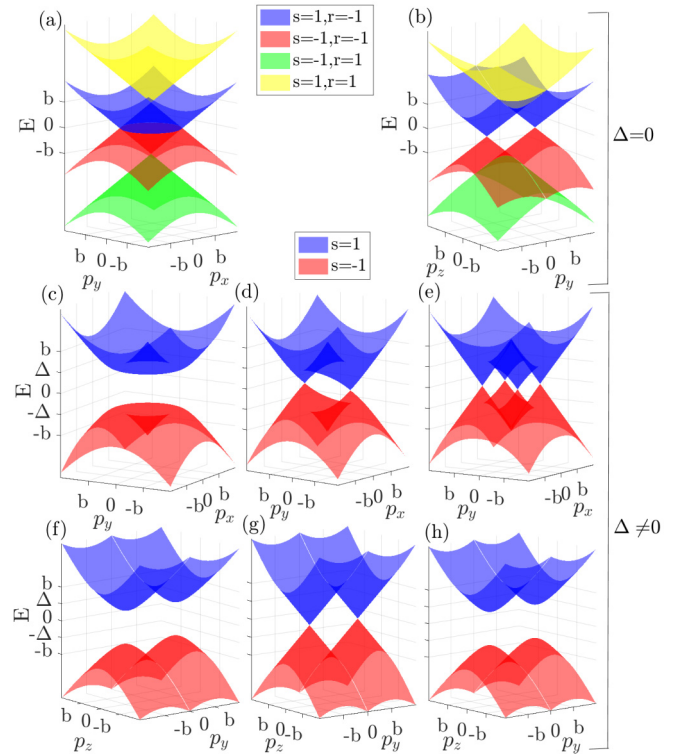 (a)
s=1,r=-1
s=-1,r=-1
s=-1,r=1
s=1,r=1
(b)
E
b
0
-b
b 0 -b
p_y
-b 0 b
p_x
E
b
0
-b
b 0 -b
p_z
-b 0 b
p_y
Δ=0
s=1
s=-1
(c)
(d)
(e)
E
b
Δ
0
-Δ
-b
b 0 -b
p_y
-b 0 b
p_x
b 0 -b
p_y
-b 0 b
p_x
b 0 -b
p_y
-b 0 b
p_x
Δ ≠0
(f)
(g)
(h)
E
b
Δ
0
-Δ
-b
b 0 -b
p_z
-b 0 b
p_y
b 0 -b
p_z
-b 0 b
p_y
b 0 -b
p_z
-b 0 b
p_y